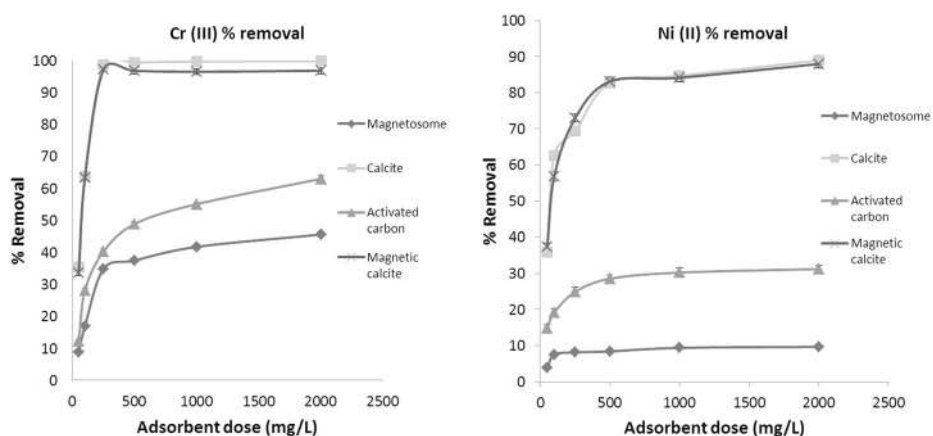 Cr (III) % removal
% Removal
100
90
80
70
60
50
40
30
20
10
0
0
500
1000
1500
2000
2500
Adsorbent dose (mg/L)
Magnetosome
Calcite
Activated
carbon
Magnetic
calcite
Ni (II) % removal
% Removal
100
90
80
70
60
50
40
30
20
10
0
0
500
1000
1500
2000
2500
Adsorbent dose (mg/L)
Magnetosome
Calcite
Activated
carbon
Magnetic
calcite